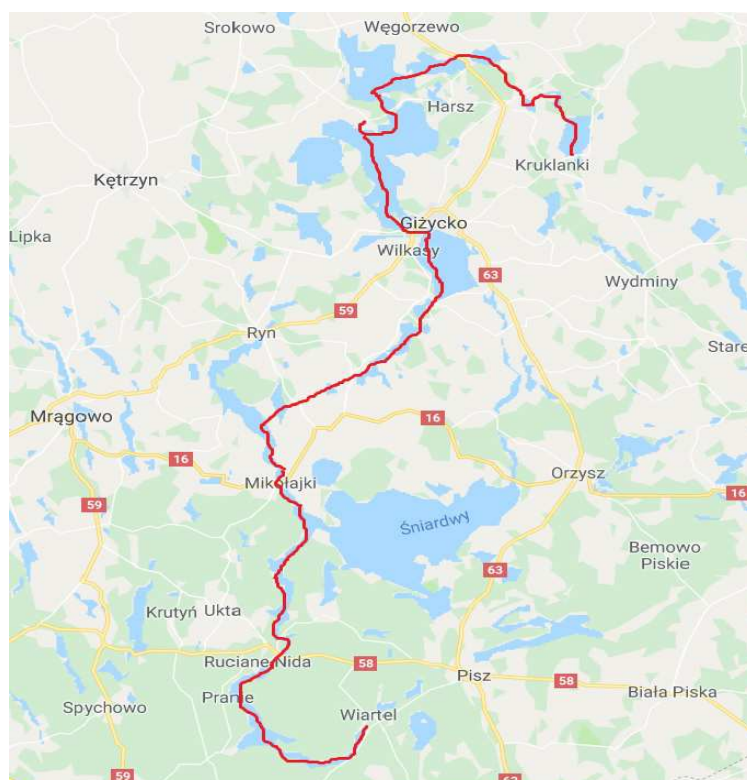 Srokowo
Węgorzewo
Harsz
Kruklanki
Kętrzyn
Giżycko
Lipka
Wilkasy
63
Wydminy
59
Ryn
Stare
Mrągowo
16
16
Orzysz
Mikołajki
16
59
Śniardwy
Bemowo
Piskie
63
Krutyń
Ukta
Ruciane-Nida
58
Pisz
58
Pranie
Biała Piska
Spychowo
Wiartel
59
63